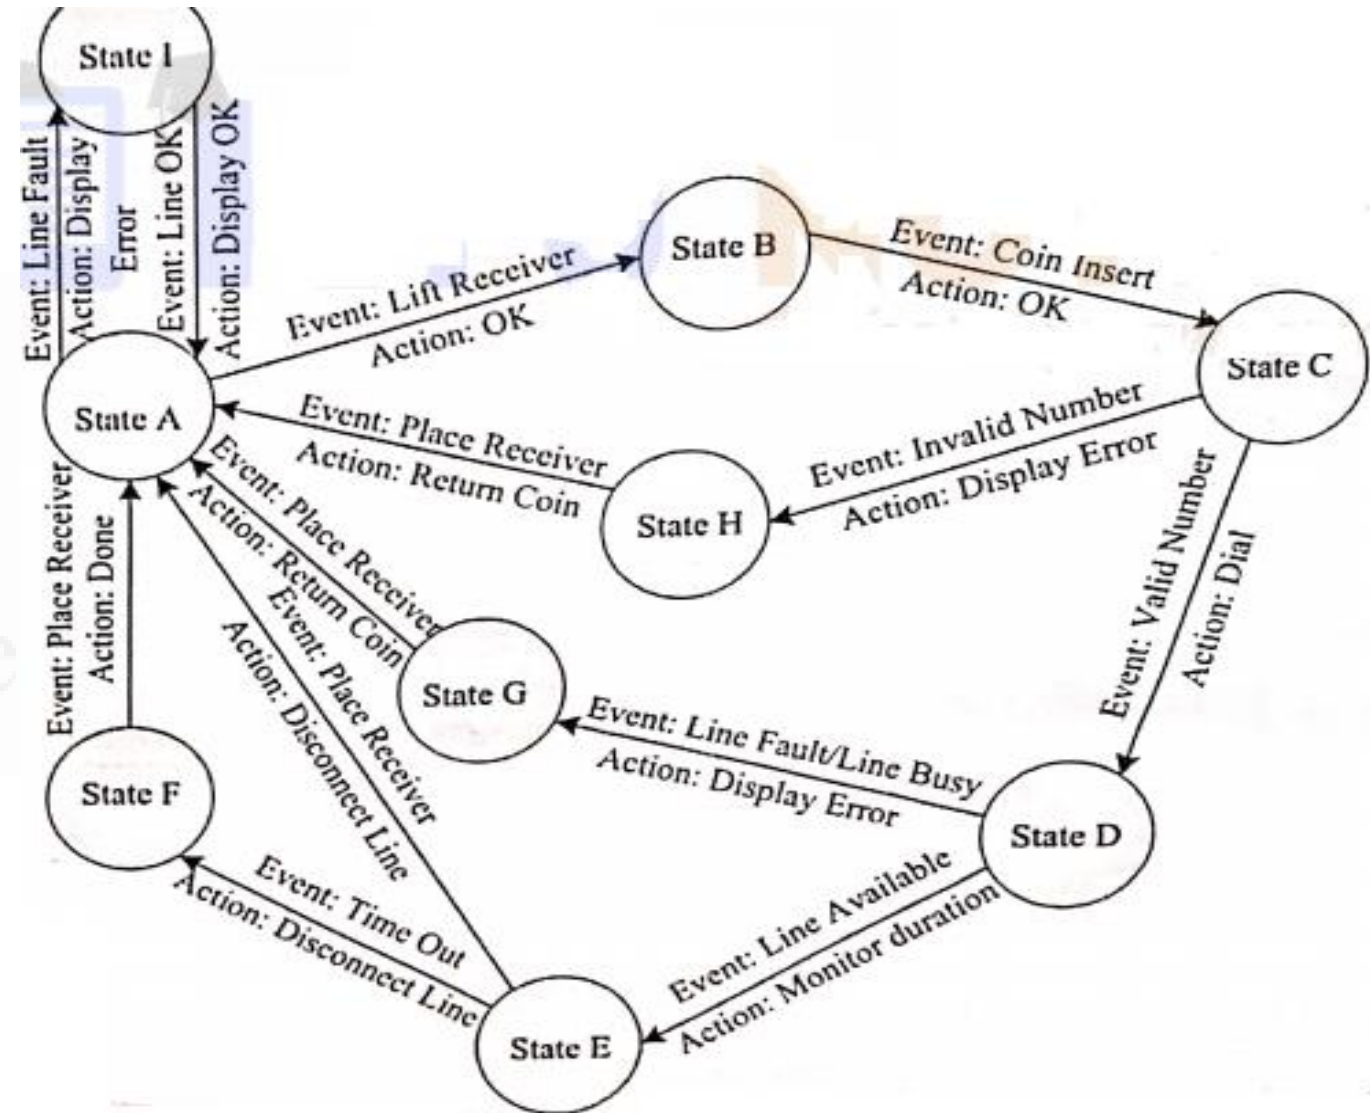 State I
Event: Line Fault
Action: Display
Error
Event: Line OK
Action: Display OK
State B
Event: Coin Insert
Action: OK
Event: Lift Receiver
Action: OK
State C
State A
Event: Place Receiver
Action: Return Coin
Event: Invalid Number
Action: Display Error
State H
Event: Valid Number
Action: Dial
Event: Place Receiver
Action: Return Coin
Event: Place Receiver
Action: Disconnect Line
Event: Place Receiver
Action: Done
State G
Event: Line Fault/Line Busy
Action: Display Error
State F
State D
Event: Time Out
Action: Disconnect Line
Event: Line Available
Action: Monitor duration
State E